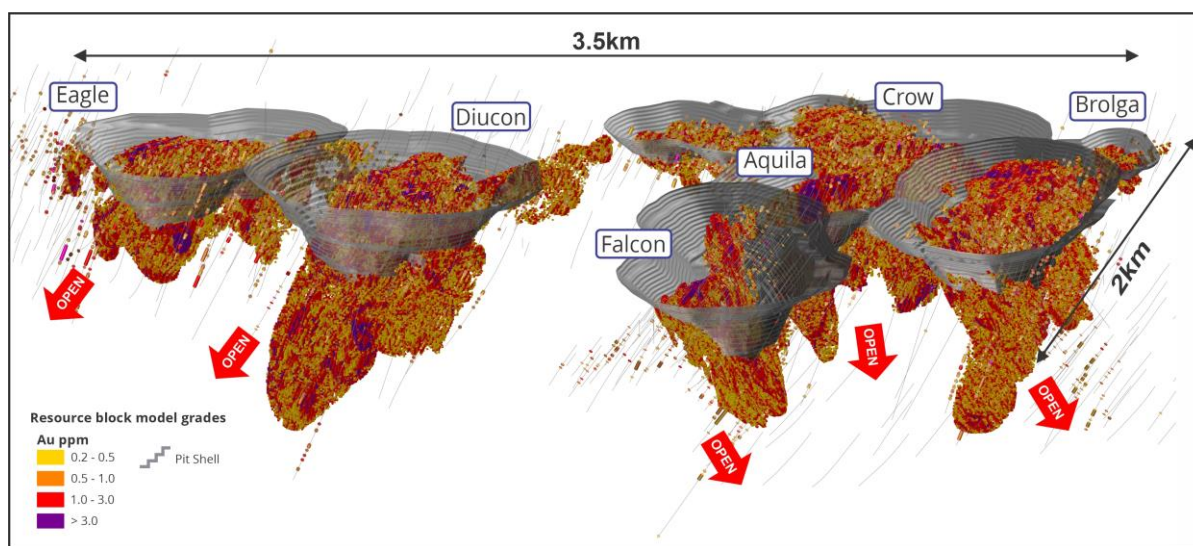 3.5km
Eagle
Diucon
Crow
Brolga
Aquila
Falcon
2km
OPEN
OPEN
OPEN
OPEN
OPEN
Resource block model grades
Au ppm
0.2 - 0.5
0.5 - 1.0
1.0 - 3.0
> 3.0
Pit Shell